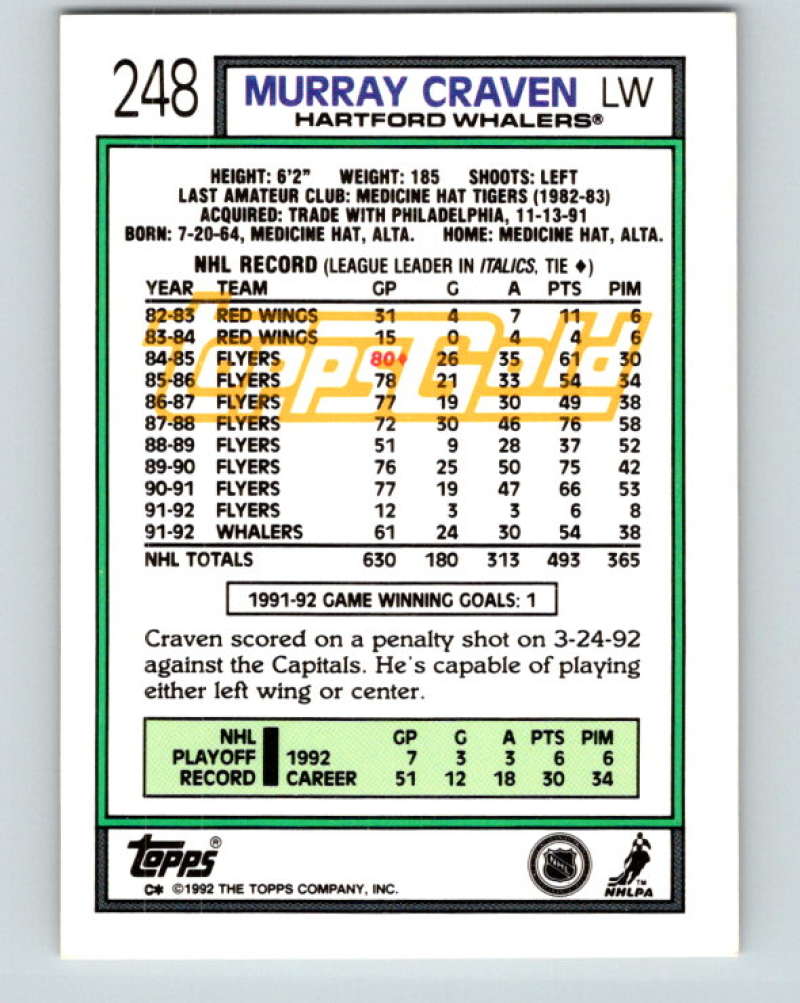 248 MURRAY CRAVEN LW
HARTFORD WHALERS®
HEIGHT: 6'2" WEIGHT: 185 SHOOTS: LEFT
LAST AMATEUR CLUB: MEDICINE HAT TIGERS (1982-83)
ACQUIRED: TRADE WITH PHILADELPHIA, 11-13-91
BORN: 7-20-64, MEDICINE HAT, ALTA. HOME: MEDICINE HAT, ALTA.
NHL RECORD (LEAGUE LEADER IN ITALICS, TIE ♦)
YEAR TEAM GP G A PTS PIM
82-83 RED WINGS 31 4 7 11 6
83-84 RED WINGS 15 0 4 4 6
84-85 FLYERS 80♦ 26 35 61 30
85-86 FLYERS 78 21 33 54 34
86-87 FLYERS 77 19 30 49 38
87-88 FLYERS 72 30 46 76 58
88-89 FLYERS 51 9 28 37 52
89-90 FLYERS 76 25 50 75 42
90-91 FLYERS 77 19 47 66 53
91-92 FLYERS 12 3 3 6 8
91-92 WHALERS 61 24 30 54 38
NHL TOTALS 630 180 313 493 365
Topps Gold
1991-92 GAME WINNING GOALS: 1
Craven scored on a penalty shot on 3-24-92
against the Capitals. He's capable of playing
either left wing or center.
NHL GP G A PTS PIM
PLAYOFF 1992 7 3 3 6 6
RECORD CAREER 51 12 18 30 34
Topps®
C* ©1992 THE TOPPS COMPANY, INC.
NHL
TM
NHLPA